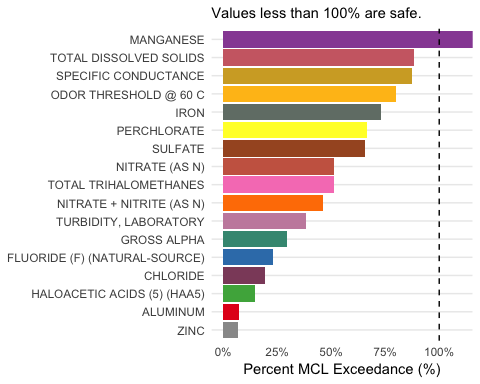 Values less than 100% are safe.
MANGANESE
TOTAL DISSOLVED SOLIDS
SPECIFIC CONDUCTANCE
ODOR THRESHOLD @ 60 C
IRON
PERCHLORATE
SULFATE
NITRATE (AS N)
TOTAL TRIHALOMETHANES
NITRATE + NITRITE (AS N)
TURBIDITY, LABORATORY
GROSS ALPHA
FLUORIDE (F) (NATURAL-SOURCE)
CHLORIDE
HALOACETIC ACIDS (5) (HAA5)
ALUMINUM
ZINC
0% 25% 50% 75% 100%
Percent MCL Exceedance (%)